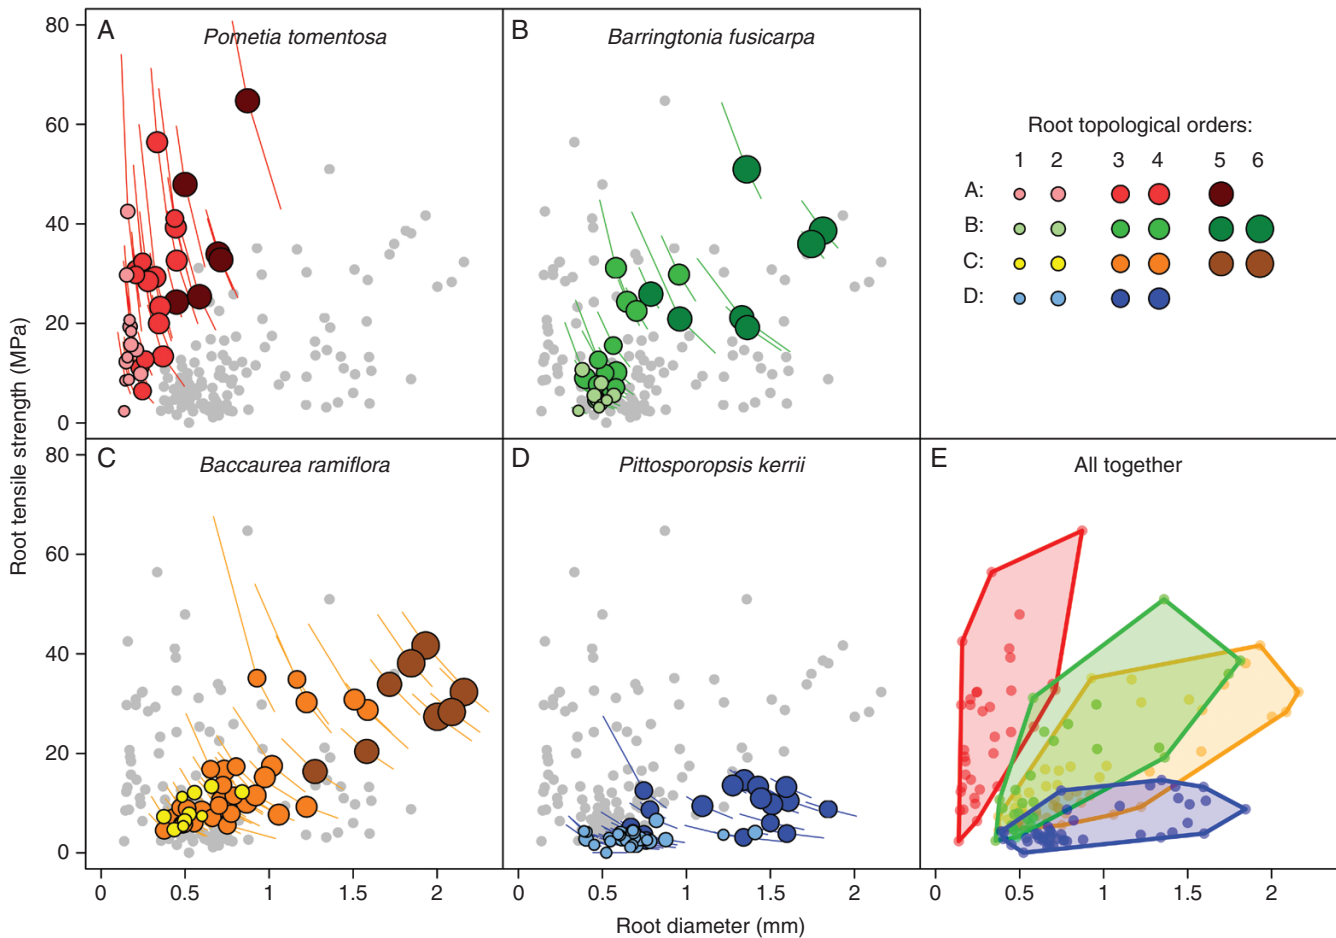 A
Pometia tomentosa
B
Barringtonia fusicarpa
Root topological orders:
1 2 3 4 5 6
A:
B:
C:
D:
80
60
40
20
0
Root tensile strength (MPa)
C
Baccaurea ramiflora
D
Pittosporopsis kerrii
E
All together
80
60
40
20
0
0 0.5 1 1.5 2
0 0.5 1 1.5 2
0 0.5 1 1.5 2
Root diameter (mm)